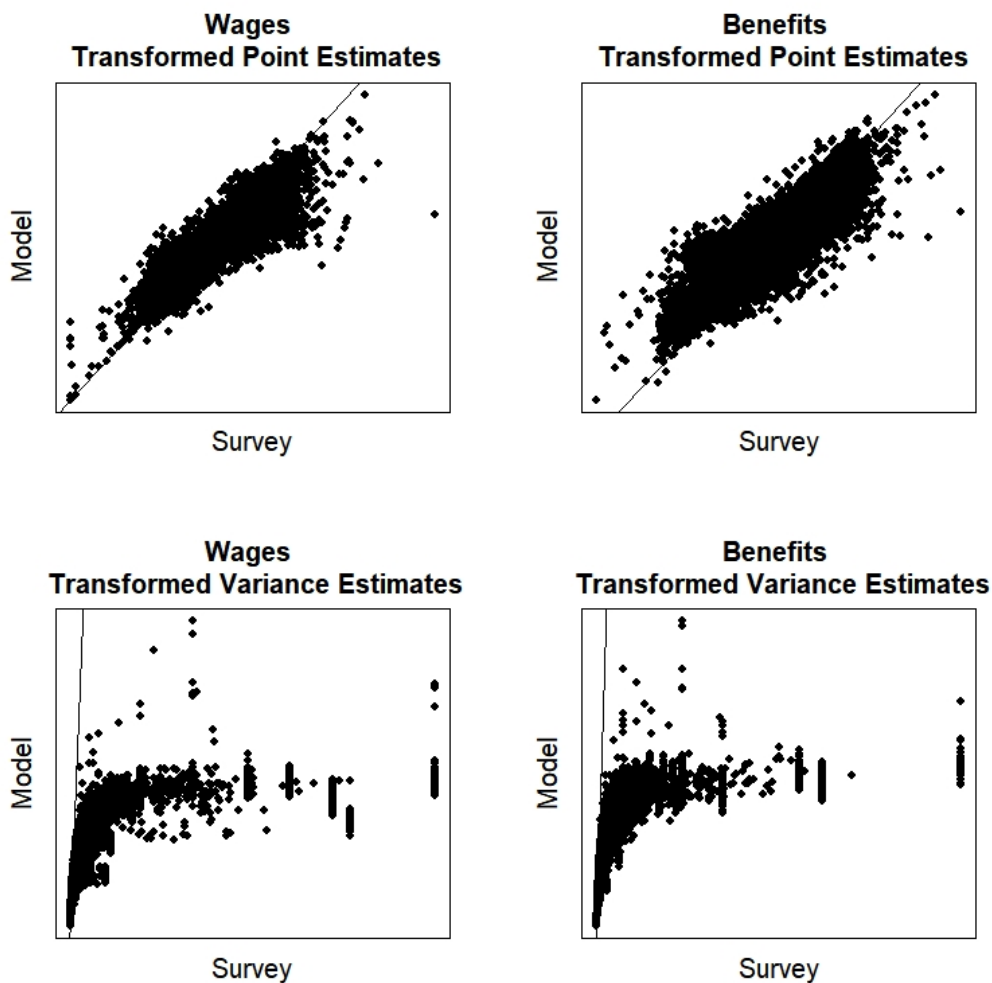 Wages
Transformed Point Estimates
Model
Survey
Benefits
Transformed Point Estimates
Model
Survey
Wages
Transformed Variance Estimates
Model
Survey
Benefits
Transformed Variance Estimates
Model
Survey